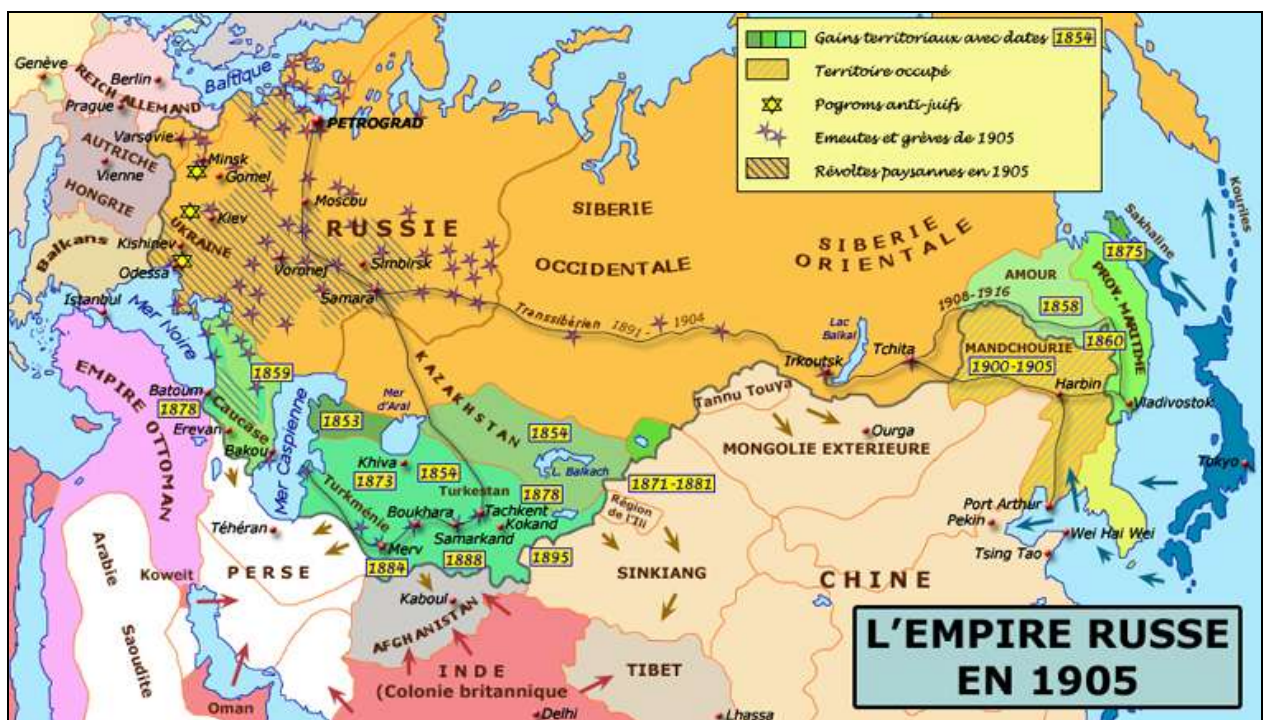 Gains territoriaux avec dates 1854
Territoire occupé
Pogroms anti-juifs
Emeutes et grèves de 1905
Révoltes paysannes en 1905
Genève
Berlin
Baltique
REICH ALLEMAND
Prague
PETROGRAD
Varsovie
AUTRICHE
HONGRIE
Vienne
Minsk
Gomel
Moscou
RUSSIE
SIBERIE
OCCIDENTALE
SIBERIE
ORIENTALE
Kouriles
Sakhaline
1875
Balkans
Kiev
UKRAINE
Kishinev
Odessa
Voronej
Simbirsk
Samara
Istanbul
Mer Noire
Transsibérien 1891 - 1904
1908-1916
AMOUR
1858
PROV. MARITIME
1860
Lac
Baïkal
Tchita
Irkoutsk
MANDCHOURIE
1900-1905
Harbin
Vladivostok
EMPIRE OTTOMAN
1859
Batoum
1878
Caucase
Erevan
Bakou
Mer Caspienne
KAZAKHSTAN
Mer
d'Aral
1853
1854
Tannu Touya
Ourga
MONGOLIE EXTERIEURE
Tokyo
Khiva
1873
1854
L. Balkach
Turkestan
1878
1871-1881
Turkménie
Boukhara
Tachkent
Kokand
Samarkand
Région
de l'Ili
Port Arthur
Pekin
Wei Hai Wei
Tsing Tao
Téhéran
Merv
1884
1888
1895
Arabie
Saoudite
Koweit
PERSE
Kaboul
AFGHANISTAN
SINKIANG
CHINE
INDE
(Colonie britannique
TIBET
Oman
Delhi
Lhassa
L'EMPIRE RUSSE
EN 1905